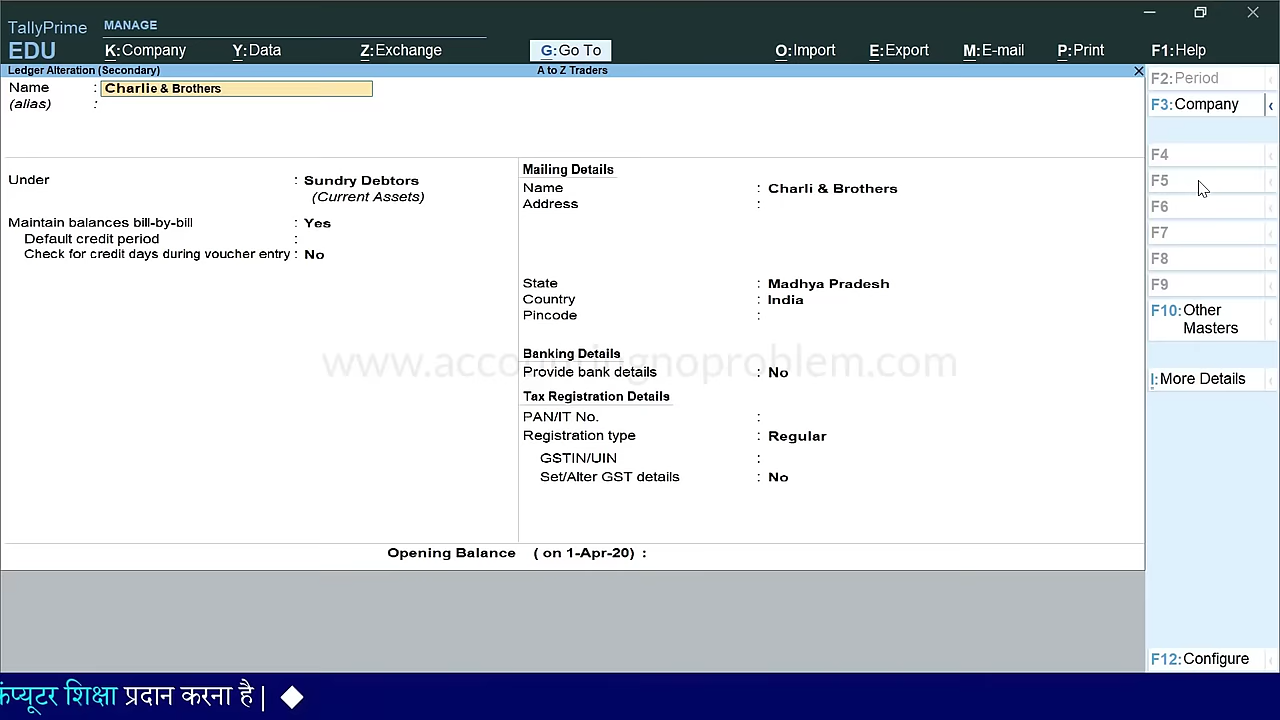 TallyPrime MANAGE
EDU K:Company Y:Data Z:Exchange G:Go To O:Import E:Export M:E-mail P:Print F1:Help
Ledger Alteration (Secondary) A to Z Traders
Name : Charlie & Brothers
(alias) :
Under : Sundry Debtors
(Current Assets)
Maintain balances bill-by-bill : Yes
Default credit period :
Check for credit days during voucher entry : No
Mailing Details
Name : Charli & Brothers
Address :
State : Madhya Pradesh
Country : India
Pincode :
Banking Details
Provide bank details : No
Tax Registration Details
PAN/IT No. :
Registration type : Regular
GSTIN/UIN :
Set/Alter GST details : No
Opening Balance ( on 1-Apr-20) :
F2:Period
F3:Company
F4
F5
F6
F7
F8
F9
F10:Other
Masters
I:More Details
F12:Configure
www.accountingnoproblem.com
कंप्यूटर शिक्षा प्रदान करना है |